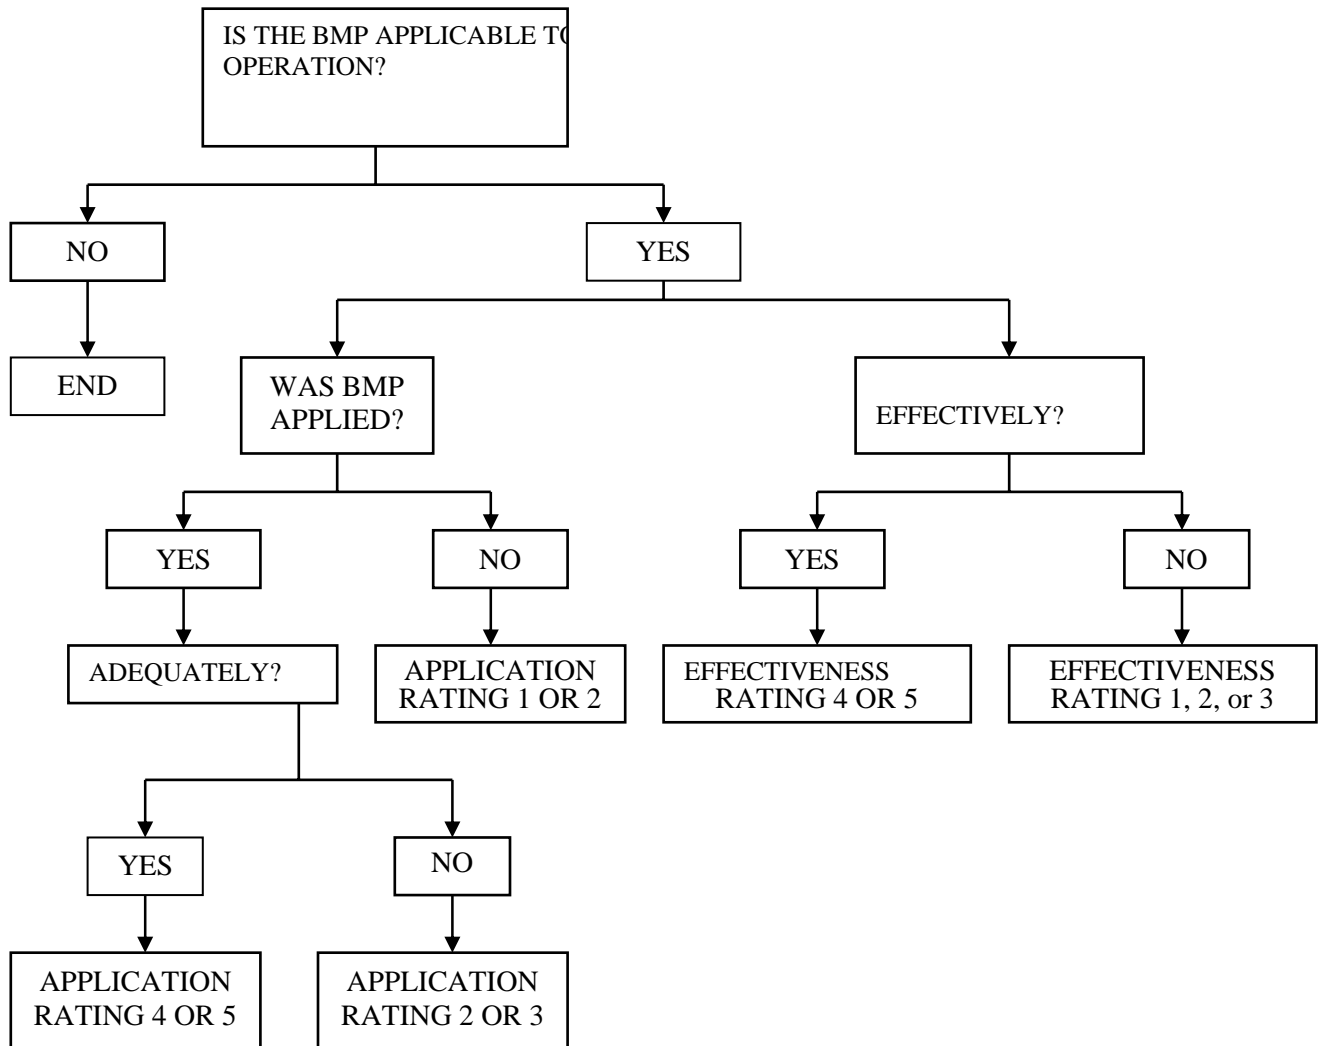 IS THE BMP APPLICABLE TO
OPERATION?
NO
YES
END
WAS BMP
APPLIED?
EFFECTIVELY?
YES
NO
YES
NO
ADEQUATELY?
APPLICATION
RATING 1 OR 2
EFFECTIVENESS
RATING 4 OR 5
EFFECTIVENESS
RATING 1, 2, or 3
YES
NO
APPLICATION
RATING 4 OR 5
APPLICATION
RATING 2 OR 3